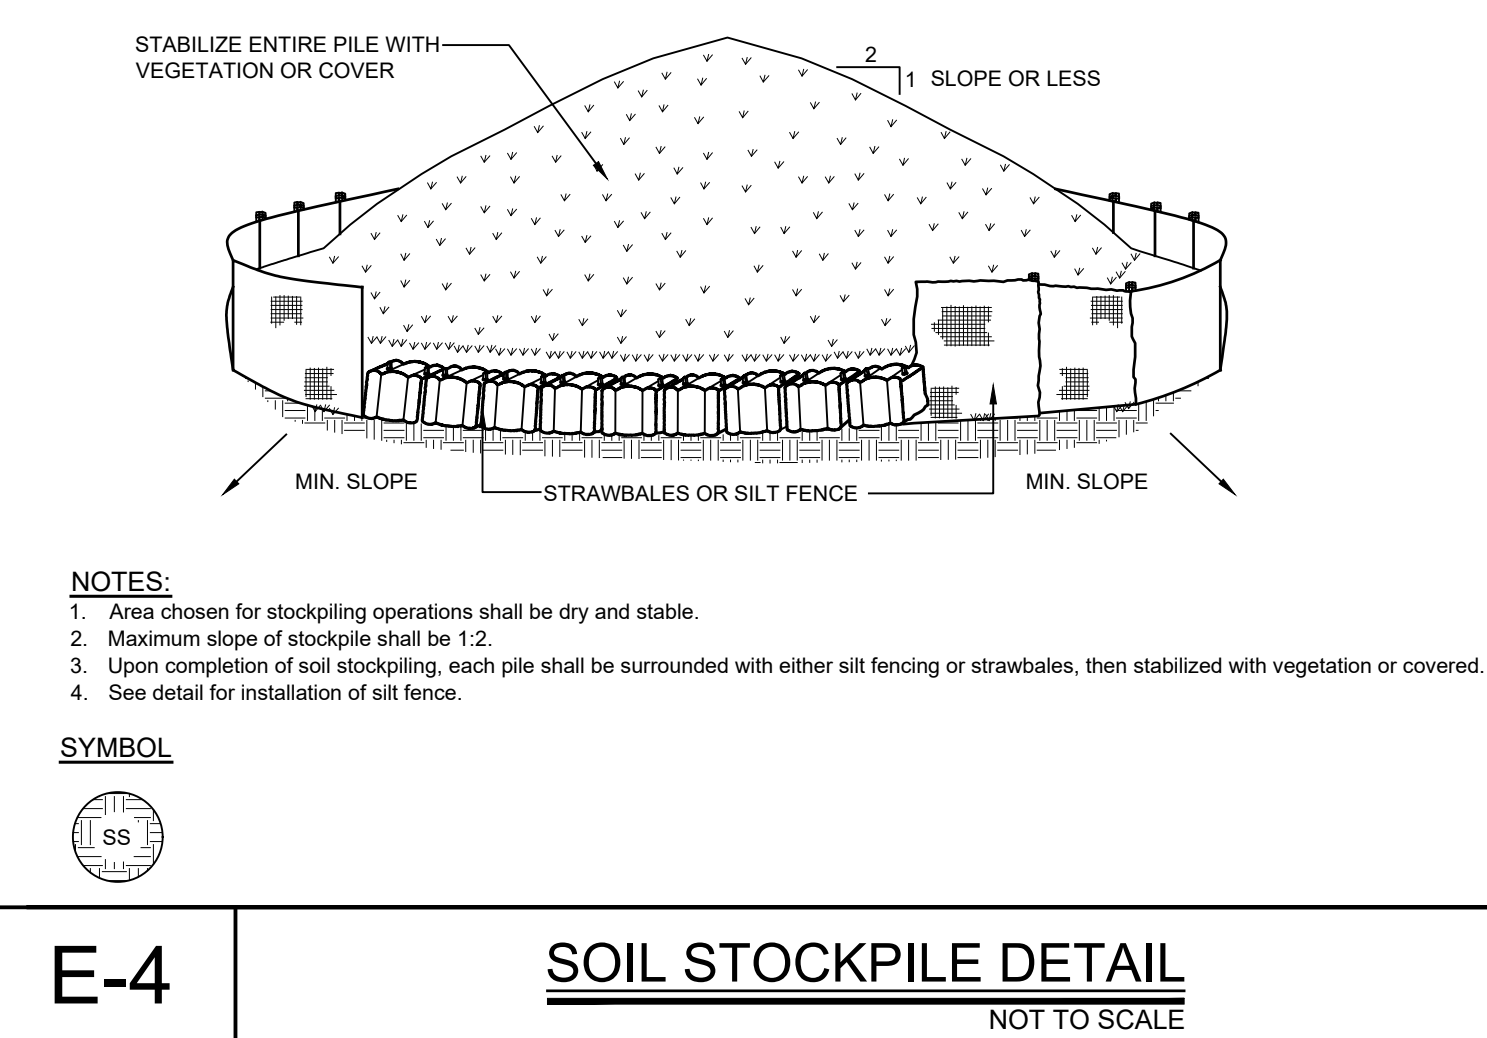 STABILIZE ENTIRE PILE WITH
VEGETATION OR COVER
2
1 SLOPE OR LESS
MIN. SLOPE
STRAWBALES OR SILT FENCE
MIN. SLOPE
NOTES:
1. Area chosen for stockpiling operations shall be dry and stable.
2. Maximum slope of stockpile shall be 1:2.
3. Upon completion of soil stockpiling, each pile shall be surrounded with either silt fencing or strawbales, then stabilized with vegetation or covered.
4. See detail for installation of silt fence.
SYMBOL
SS
E-4
SOIL STOCKPILE DETAIL
NOT TO SCALE